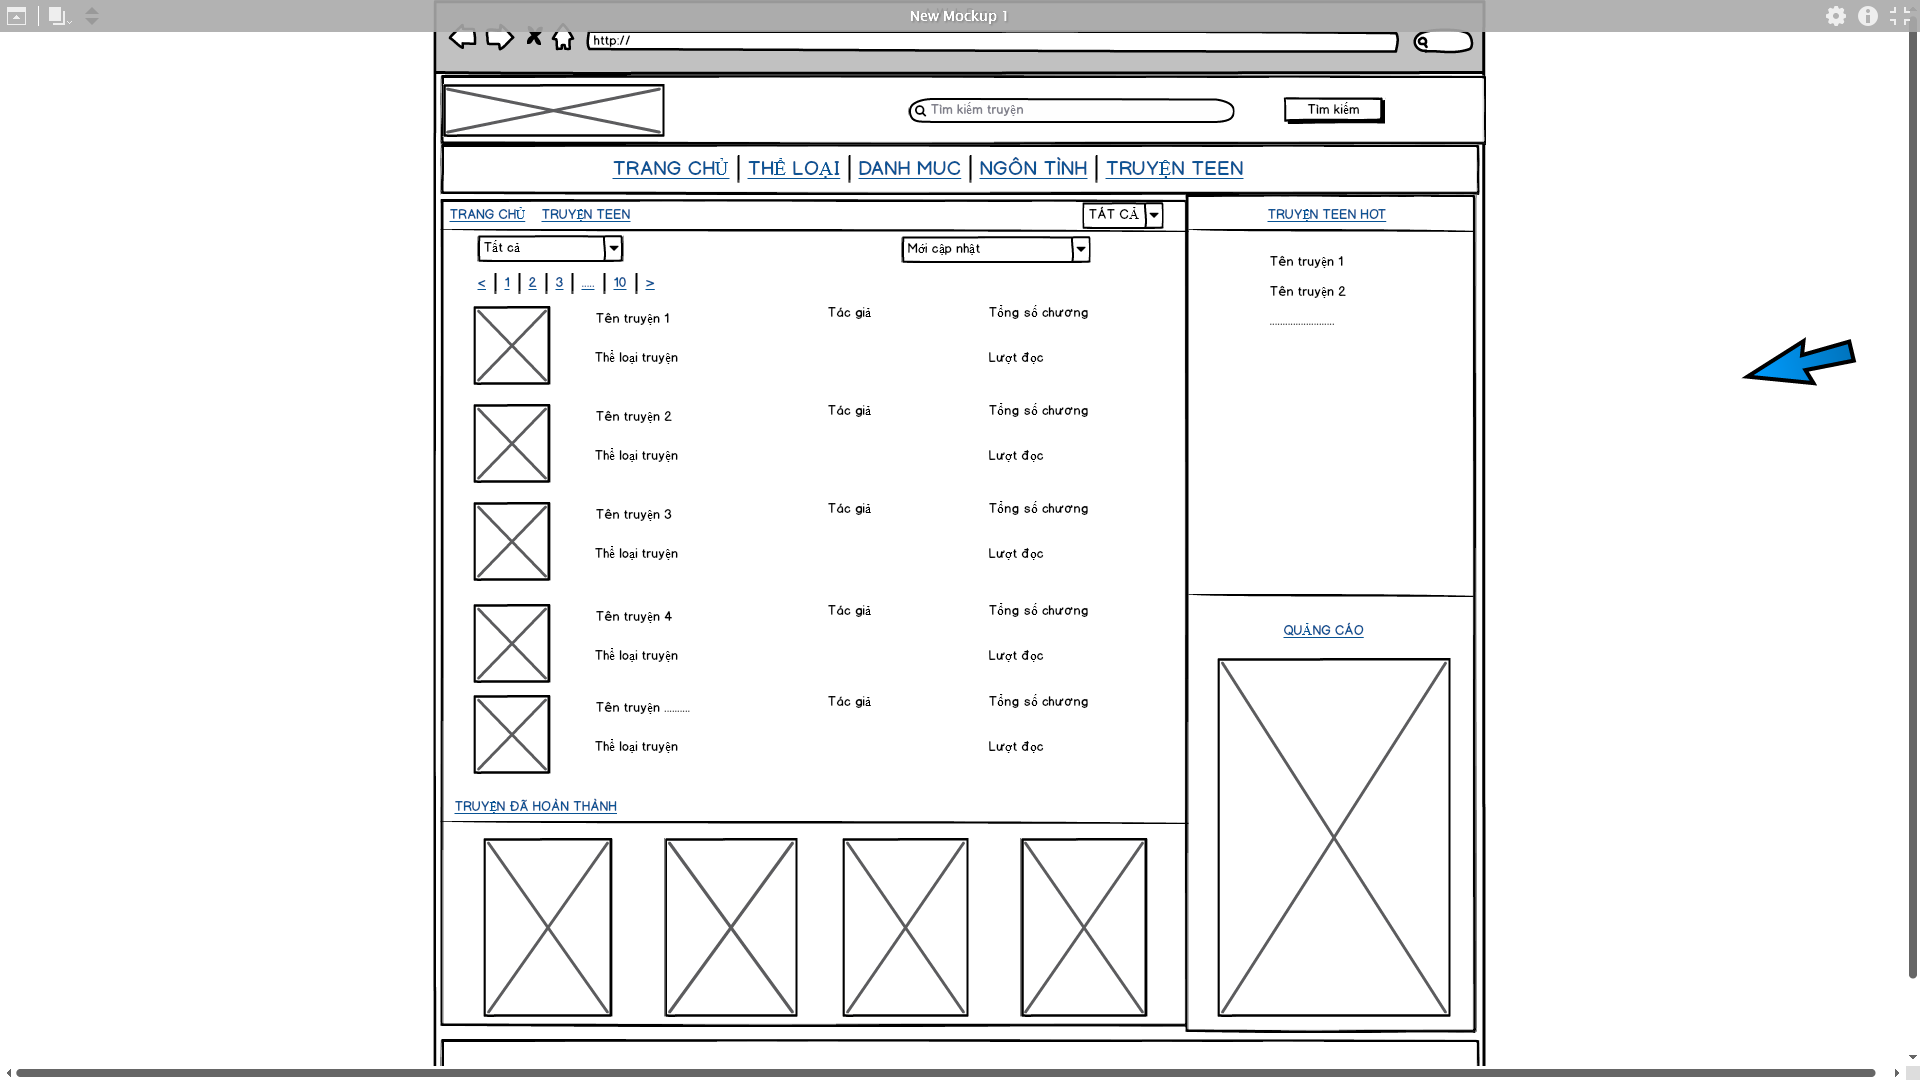 New Mockup 1
http://
Tìm kiếm truyện
Tìm kiếm
TRANG CHỦ | THỂ LOẠI | DANH MUC | NGÔN TÌNH | TRUYỆN TEEN
TRANG CHỦ TRUYỆN TEEN
TẤT CẢ
Tất cả
Mới cập nhật
< | 1 | 2 | 3 | ..... | 10 | >
Tên truyện 1 Tác giả Tổng số chương
Thể loại truyện Lượt đọc
Tên truyện 2 Tác giả Tổng số chương
Thể loại truyện Lượt đọc
Tên truyện 3 Tác giả Tổng số chương
Thể loại truyện Lượt đọc
Tên truyện 4 Tác giả Tổng số chương
Thể loại truyện Lượt đọc
Tên truyện .......... Tác giả Tổng số chương
Thể loại truyện Lượt đọc
TRUYỆN ĐÃ HOÀN THÀNH
TRUYỆN TEEN HOT
Tên truyện 1
Tên truyện 2
.........................
QUẢNG CÁO